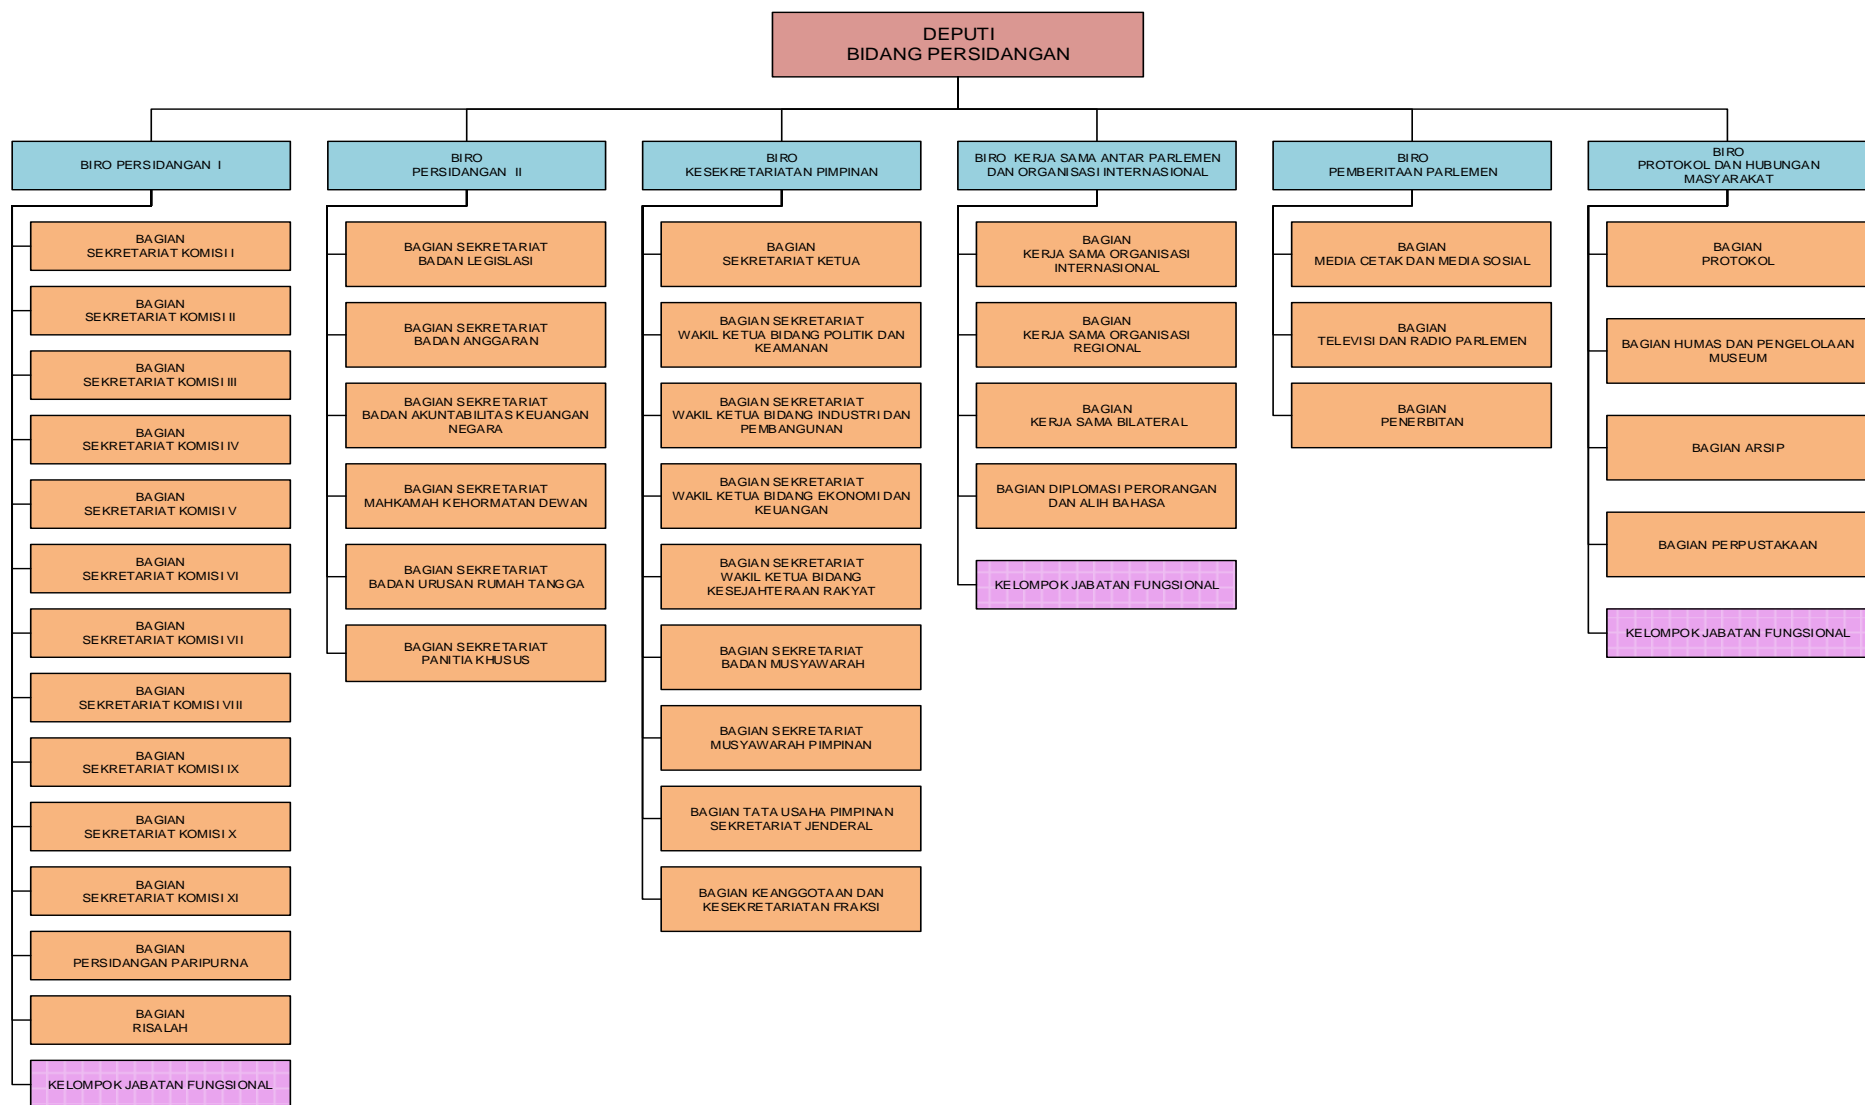 DEPUTI
BIDANG PERSIDANGAN
BIRO PERSIDANGAN I
BAGIAN
SEKRETARIAT KOMISI I
BAGIAN
SEKRETARIAT KOMISI II
BAGIAN
SEKRETARIAT KOMISI III
BAGIAN
SEKRETARIAT KOMISI IV
BAGIAN
SEKRETARIAT KOMISI V
BAGIAN
SEKRETARIAT KOMISI VI
BAGIAN
SEKRETARIAT KOMISI VII
BAGIAN
SEKRETARIAT KOMISI VIII
BAGIAN
SEKRETARIAT KOMISI IX
BAGIAN
SEKRETARIAT KOMISI X
BAGIAN
SEKRETARIAT KOMISI XI
BAGIAN
PERSIDANGAN PARIPURNA
BAGIAN
RISALAH
KELOMPOK JABATAN FUNGSIONAL
BIRO
PERSIDANGAN II
BAGIAN SEKRETARIAT
BADAN LEGISLASI
BAGIAN SEKRETARIAT
BADAN ANGGARAN
BAGIAN SEKRETARIAT
BADAN AKUNTABILITAS KEUANGAN
NEGARA
BAGIAN SEKRETARIAT
MAHKAMAH KEHORMATAN DEWAN
BAGIAN SEKRETARIAT
BADAN URUSAN RUMAH TANGGA
BAGIAN SEKRETARIAT
PANITIA KHUSUS
BIRO
KESEKRETARIATAN PIMPINAN
BAGIAN
SEKRETARIAT KETUA
BAGIAN SEKRETARIAT
WAKIL KETUA BIDANG POLITIK DAN
KEAMANAN
BAGIAN SEKRETARIAT
WAKIL KETUA BIDANG INDUSTRI DAN
PEMBANGUNAN
BAGIAN SEKRETARIAT
WAKIL KETUA BIDANG EKONOMI DAN
KEUANGAN
BAGIAN SEKRETARIAT
WAKIL KETUA BIDANG
KESEJAHTERAAN RAKYAT
BAGIAN SEKRETARIAT
BADAN MUSYAWARAH
BAGIAN SEKRETARIAT
MUSYAWARAH PIMPINAN
BAGIAN TATA USAHA PIMPINAN
SEKRETARIAT JENDERAL
BAGIAN KEANGGOTAAN DAN
KESEKRETARIATAN FRAKSI
BIRO KERJA SAMA ANTAR PARLEMEN
DAN ORGANISASI INTERNASIONAL
BAGIAN
KERJA SAMA ORGANISASI
INTERNASIONAL
BAGIAN
KERJA SAMA ORGANISASI
REGIONAL
BAGIAN
KERJA SAMA BILATERAL
BAGIAN DIPLOMASI PERORANGAN
DAN ALIH BAHASA
KELOMPOK JABATAN FUNGSIONAL
BIRO
PEMBERITAAN PARLEMEN
BAGIAN
MEDIA CETAK DAN MEDIA SOSIAL
BAGIAN
TELEVISI DAN RADIO PARLEMEN
BAGIAN
PENERBITAN
BIRO
PROTOKOL DAN HUBUNGAN
MASYARAKAT
BAGIAN
PROTOKOL
BAGIAN HUMAS DAN PENGELOLAAN
MUSEUM
BAGIAN ARSIP
BAGIAN PERPUSTAKAAN
KELOMPOK JABATAN FUNGSIONAL